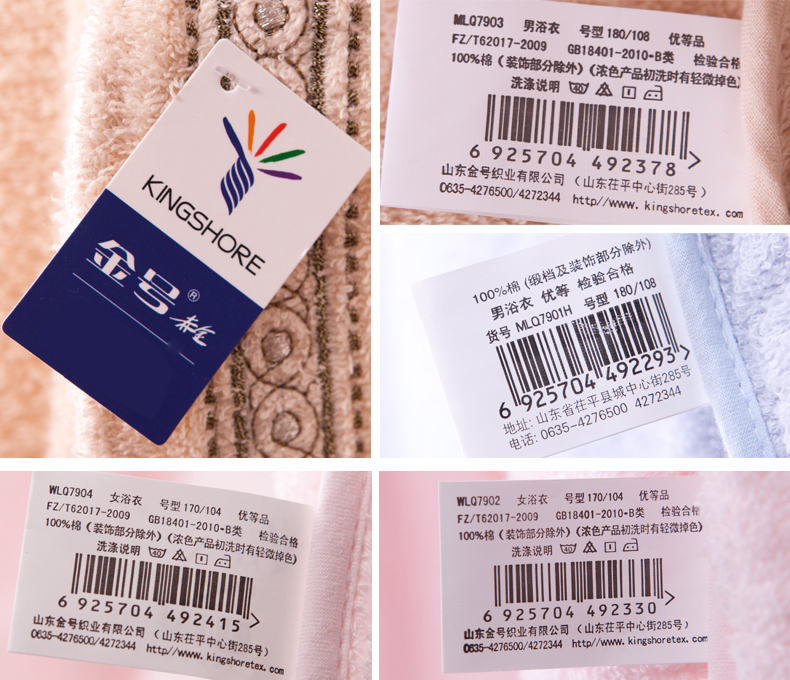 KINGSHORE
金号®
MLQ7903 男浴衣 号型180/108 优等品
FZ/T62017-2009 GB18401-2010-B类 检验合格
100%棉（装饰部分除外）（浓色产品初洗时有轻微掉色)
洗涤说明 40
6 925704 492378 >
山东金号织业有限公司 （山东茌平中心街285号）
0635-4276500/4272344 http//www.kingshoretex.com
100%棉 (缎档及装饰部分除外)
男浴衣 优等 检验合格
货号 MLQ7901H 号型 180/108
6 925704 492293 >
地址: 山东省茌平县城中心街285号
电话: 0635-4276500 4272344
WLQ7904 女浴衣 号型170/104 优等品
FZ/T62017-2009 GB18401-2010-B类 检验合格
100%棉（装饰部分除外）（浓色产品初洗时有轻微掉色)
洗涤说明 40
6 925704 492415 >
山东金号织业有限公司 （山东茌平中心街285号）
0635-4276500/4272344 http//www.kingshoretex.com
WLQ7902 女浴衣 号型170/104 优等品
FZ/T62017-2009 GB18401-2010-B类 检验合格
100%棉（装饰部分除外）（浓色产品初洗时有轻微掉色)
洗涤说明 40
6 925704 492330 >
山东金号织业有限公司 （山东茌平中心街285号）
0635-4276500/4272344 http//www.kingshoretex.com